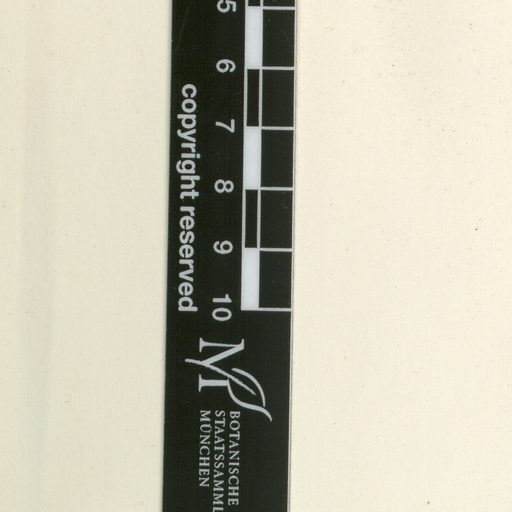 5
6
7
8
9
10
copyright reserved
M
BOTANISCHE
STAATSSAMML
MÜNCHEN